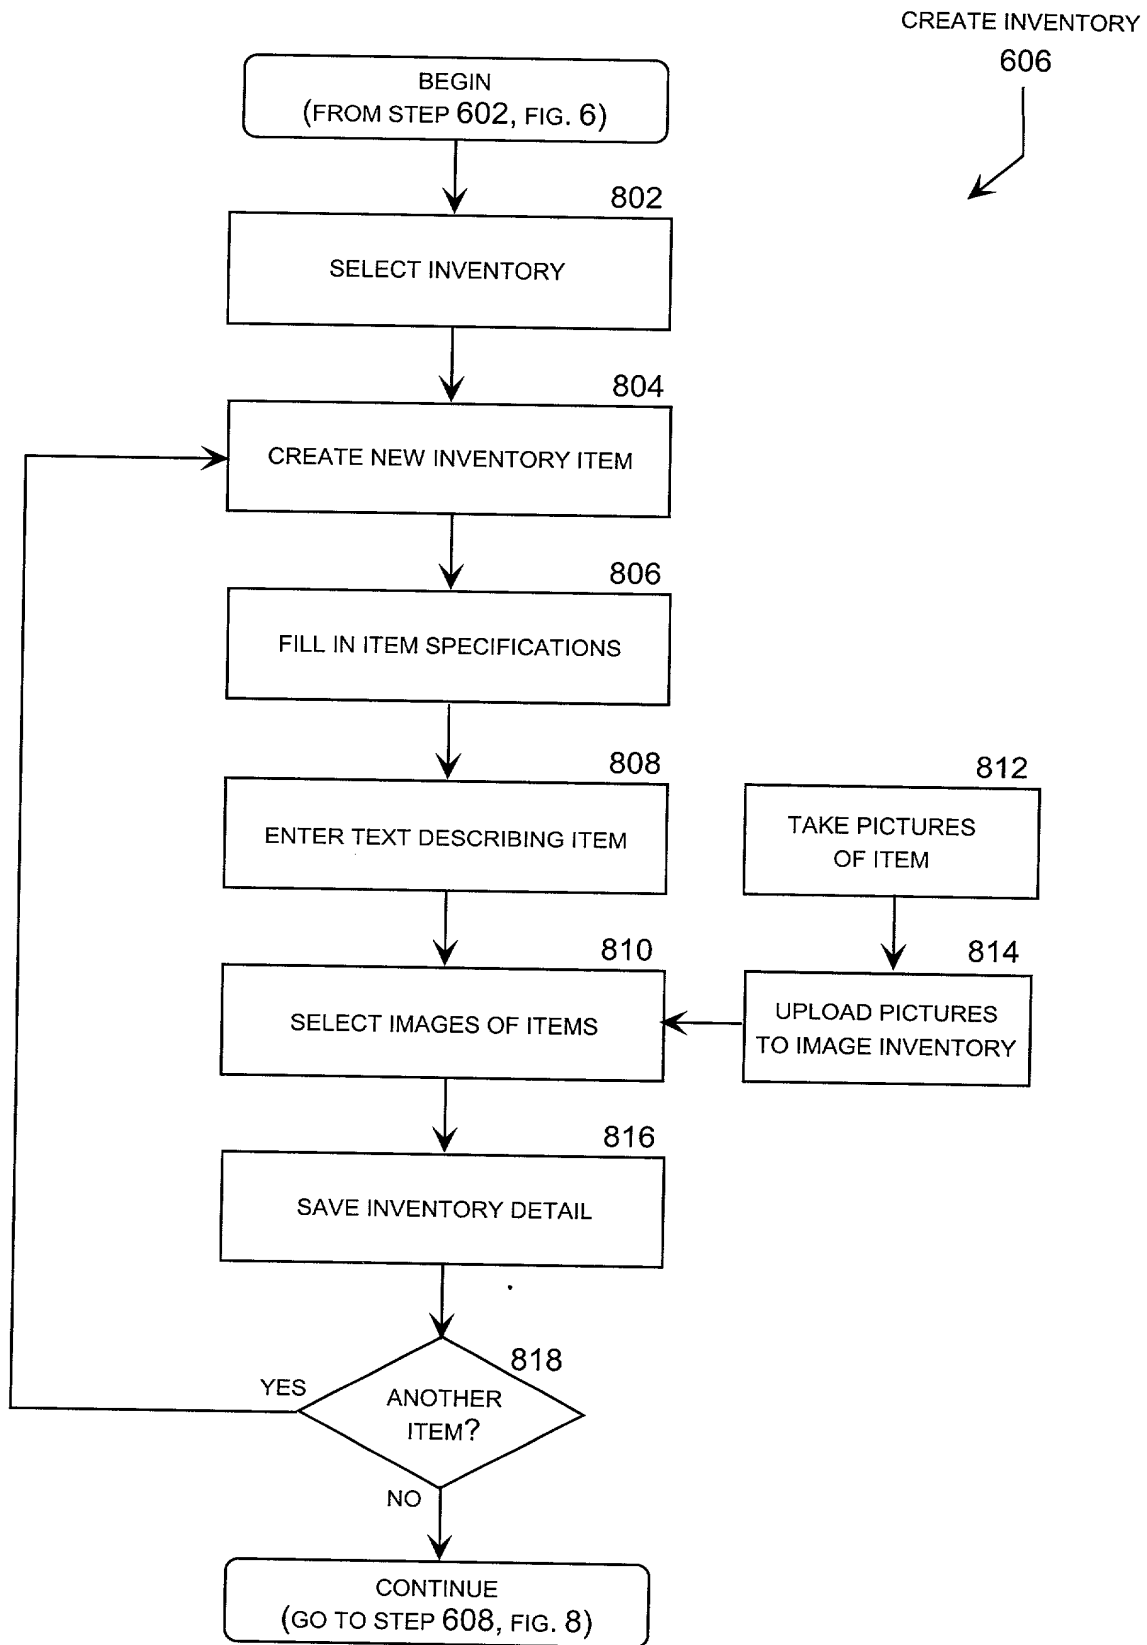 CREATE INVENTORY
606
BEGIN
(FROM STEP 602, FIG. 6)
802
SELECT INVENTORY
804
CREATE NEW INVENTORY ITEM
806
FILL IN ITEM SPECIFICATIONS
808
ENTER TEXT DESCRIBING ITEM
812
TAKE PICTURES
OF ITEM
810
SELECT IMAGES OF ITEMS
814
UPLOAD PICTURES
TO IMAGE INVENTORY
816
SAVE INVENTORY DETAIL
818
YES
ANOTHER
ITEM?
NO
CONTINUE
(GO TO STEP 608, FIG. 8)